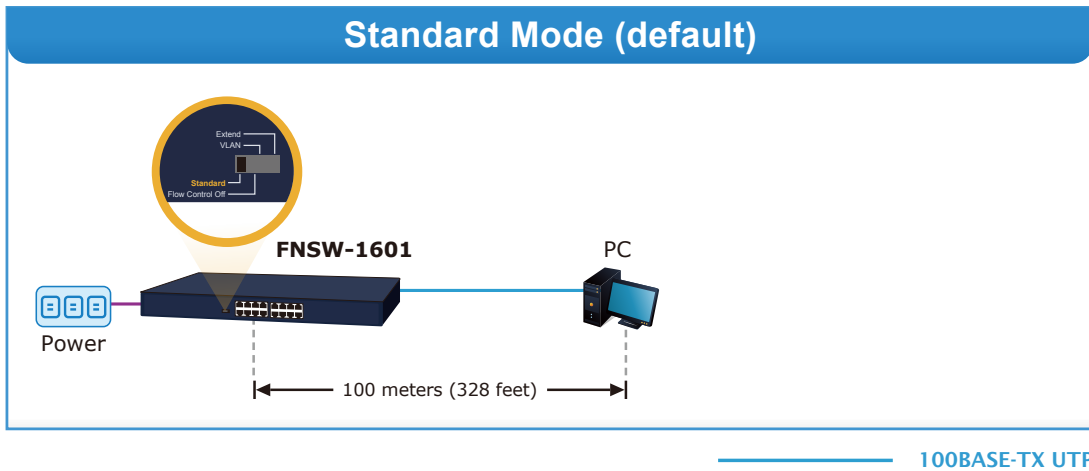 Standard Mode (default)
Extend
VLAN
Standard
Flow Control Off
FNSW-1601
PC
Power
100 meters (328 feet)
100BASE-TX UTP